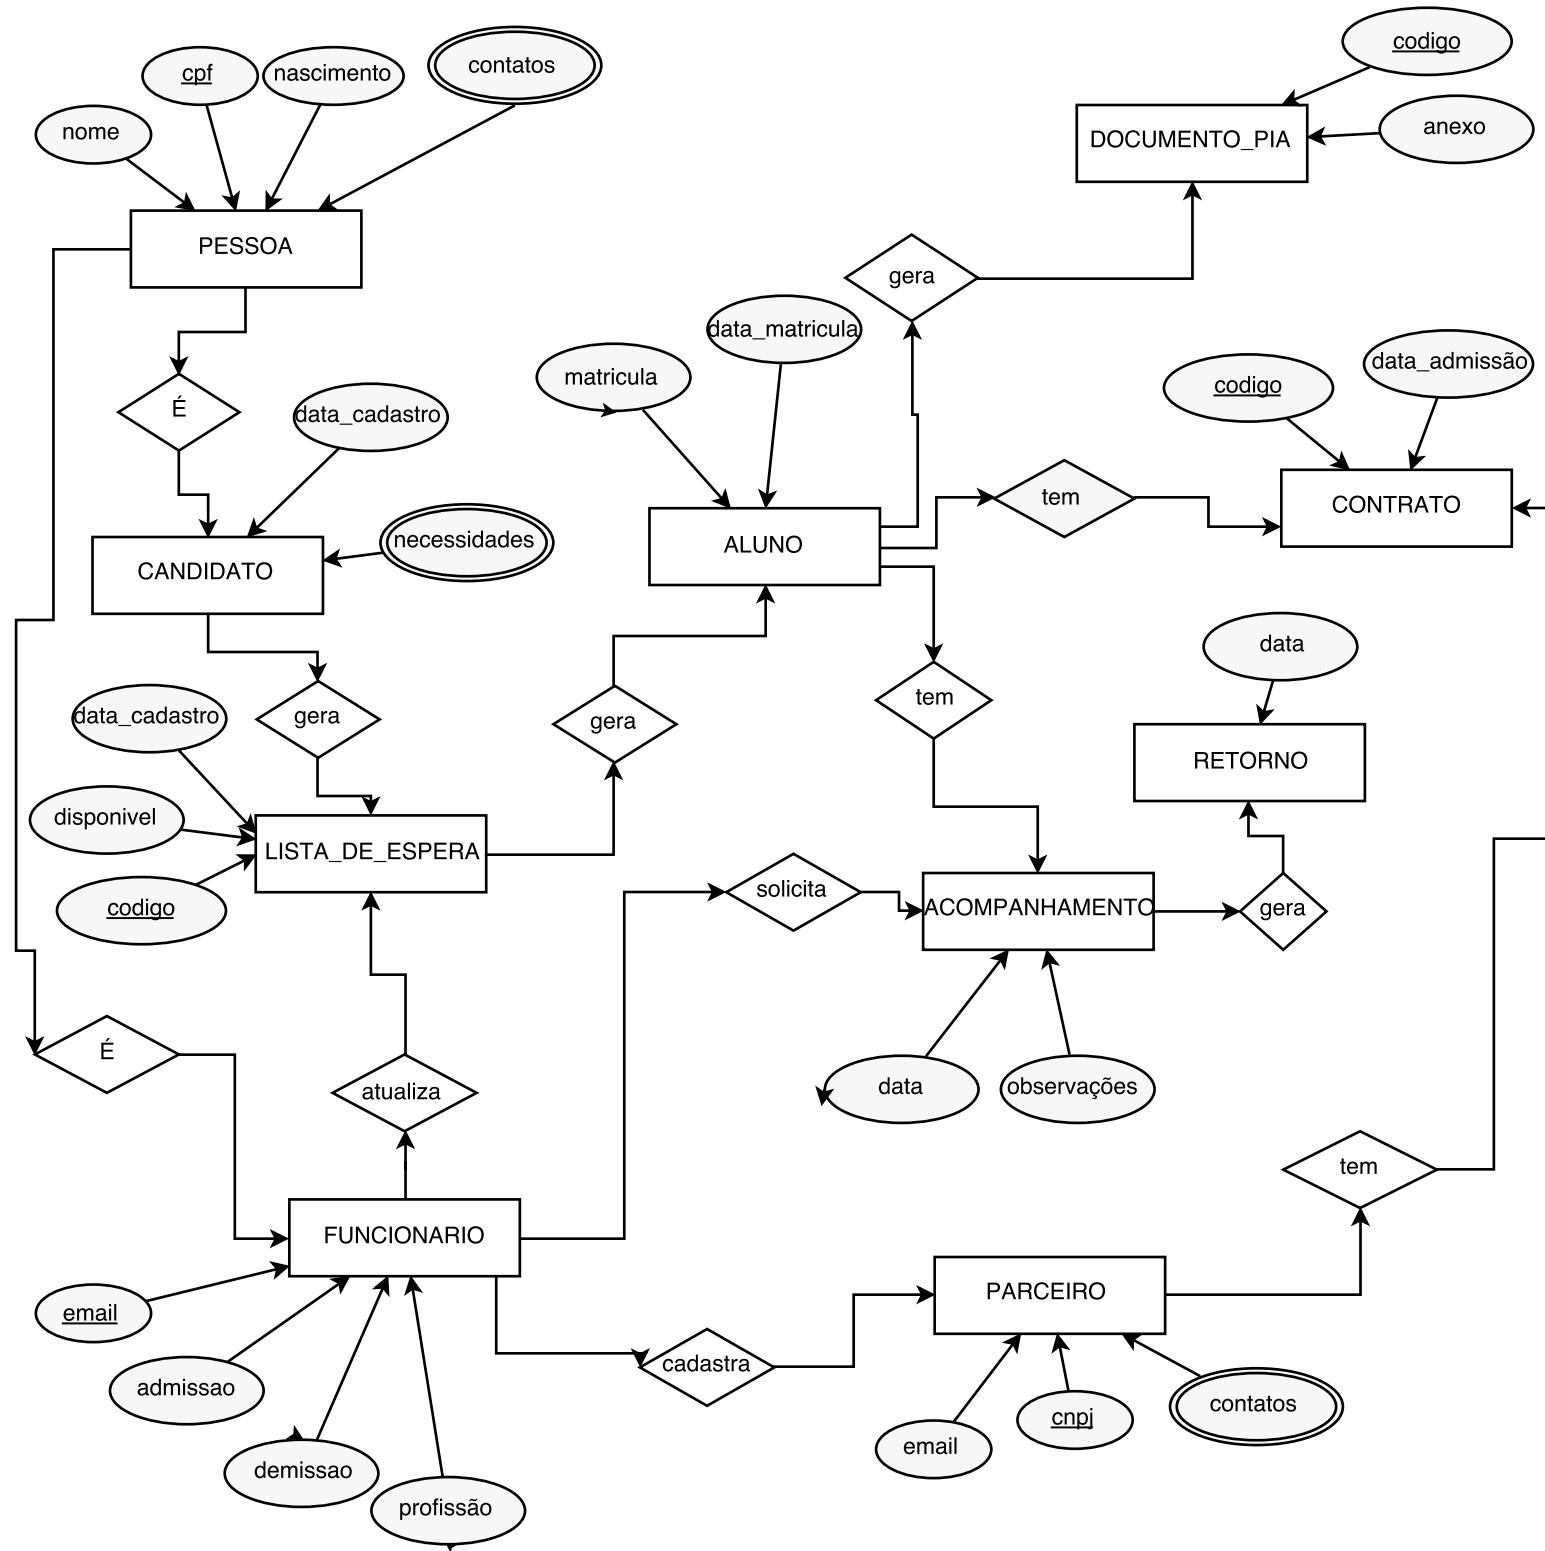 codigo
contatos
cpf
nascimento
anexo
nome
DOCUMENTO_PIA
PESSOA
gera
data_matricula
data_admissão
matricula
codigo
É
data_cadastro
tem
CONTRATO
necessidades
ALUNO
CANDIDATO
data
tem
data_cadastro
gera
gera
RETORNO
disponivel
LISTA_DE_ESPERA
solicita
ACOMPANHAMENTO
gera
codigo
É
atualiza
data
observações
tem
FUNCIONARIO
PARCEIRO
email
cadastra
admissao
contatos
cnpj
email
demissao
profissão